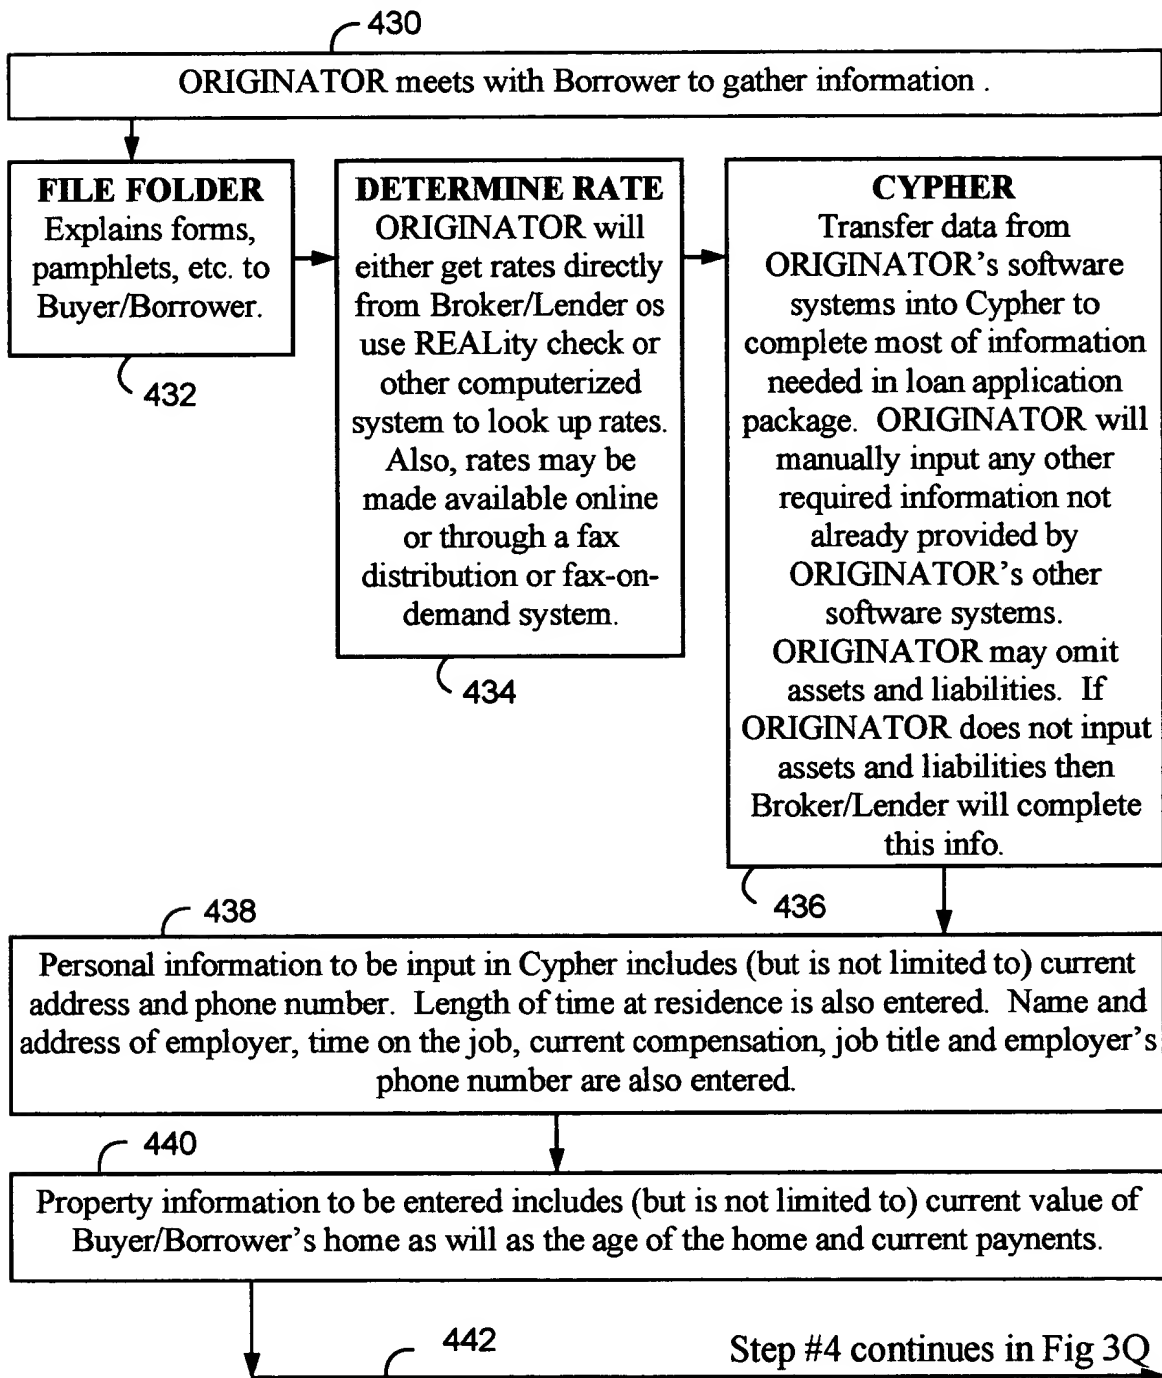 430
ORIGINATOR meets with Borrower to gather information .
FILE FOLDER
Explains forms,
pamphlets, etc. to
Buyer/Borrower.
432
DETERMINE RATE
ORIGINATOR will
either get rates directly
from Broker/Lender os
use REALity check or
other computerized
system to look up rates.
Also, rates may be
made available online
or through a fax
distribution or fax-on-
demand system.
434
CYPHER
Transfer data from
ORIGINATOR's software
systems into Cypher to
complete most of information
needed in loan application
package.  ORIGINATOR will
manually input any other
required information not
already provided by
ORIGINATOR's other
software systems.
ORIGINATOR may omit
assets and liabilities.  If
ORIGINATOR does not input
assets and liabilities then
Broker/Lender will complete
this info.
436
438
Personal information to be input in Cypher includes (but is not limited to) current
address and phone number.  Length of time at residence is also entered.  Name and
address of employer, time on the job, current compensation, job title and employer's
phone number are also entered.
440
Property information to be entered includes (but is not limited to) current value of
Buyer/Borrower's home as will as the age of the home and current paynents.
442
Step #4 continues in Fig 3Q